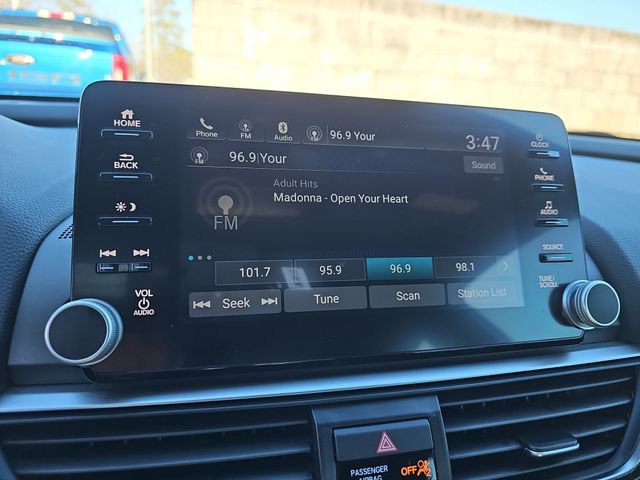 HOME
BACK
VOL
AUDIO
Phone
FM
Audio
96.9 Your
3:47
96.9|Your
Sound
FM
Adult Hits
Madonna - Open Your Heart
101.7
95.9
96.9
98.1
Seek
Tune
Scan
Station List
CLOCK
PHONE
AUDIO
SOURCE
TUNE/
SCROLL
PASSENGER
AIRBAG
OFF
2
Ford